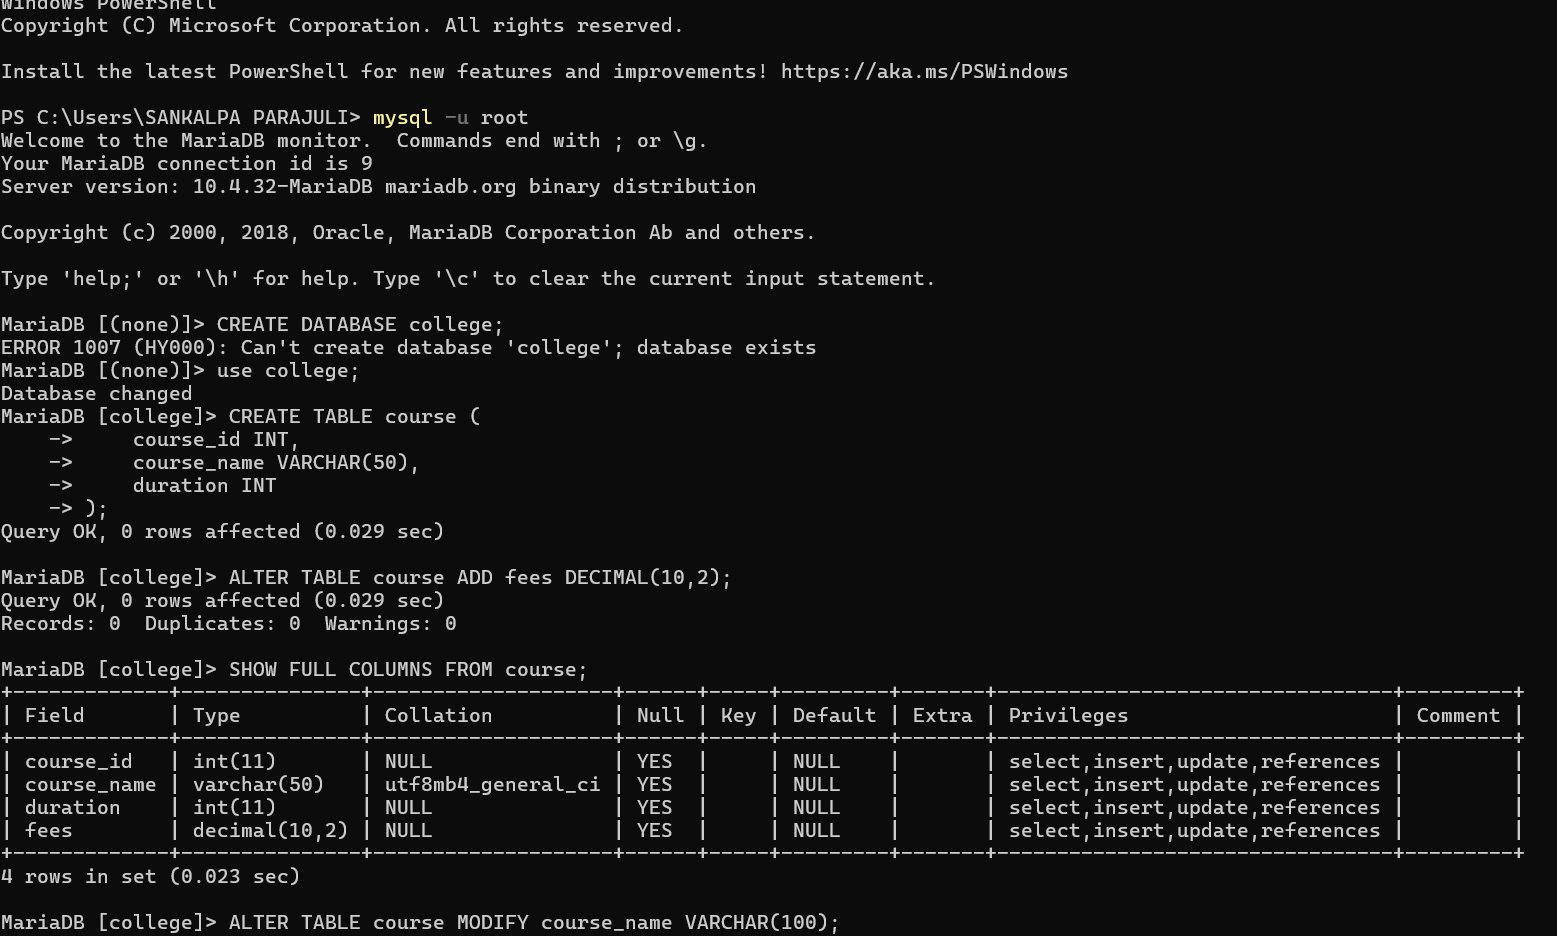 Windows PowerShell
Copyright (C) Microsoft Corporation. All rights reserved.
Install the latest PowerShell for new features and improvements! https://aka.ms/PSWindows
PS C:\Users\SANKALPA PARAJULI> mysql -u root
Welcome to the MariaDB monitor.  Commands end with ; or \g.
Your MariaDB connection id is 9
Server version: 10.4.32-MariaDB mariadb.org binary distribution
Copyright (c) 2000, 2018, Oracle, MariaDB Corporation Ab and others.
Type 'help;' or '\h' for help. Type '\c' to clear the current input statement.
MariaDB [(none)]> CREATE DATABASE college;
ERROR 1007 (HY000): Can't create database 'college'; database exists
MariaDB [(none)]> use college;
Database changed
MariaDB [college]> CREATE TABLE course (
    ->     course_id INT,
    ->     course_name VARCHAR(50),
    ->     duration INT
    -> );
Query OK, 0 rows affected (0.029 sec)
MariaDB [college]> ALTER TABLE course ADD fees DECIMAL(10,2);
Query OK, 0 rows affected (0.029 sec)
Records: 0  Duplicates: 0  Warnings: 0
MariaDB [college]> SHOW FULL COLUMNS FROM course;
+-------------+---------------+--------------------+------+-----+---------+-------+---------------------------------+---------+
| Field       | Type          | Collation          | Null | Key | Default | Extra | Privileges                      | Comment |
+-------------+---------------+--------------------+------+-----+---------+-------+---------------------------------+---------+
| course_id   | int(11)       | NULL               | YES  |     | NULL    |       | select,insert,update,references |         |
| course_name | varchar(50)   | utf8mb4_general_ci | YES  |     | NULL    |       | select,insert,update,references |         |
| duration    | int(11)       | NULL               | YES  |     | NULL    |       | select,insert,update,references |         |
| fees        | decimal(10,2) | NULL               | YES  |     | NULL    |       | select,insert,update,references |         |
+-------------+---------------+--------------------+------+-----+---------+-------+---------------------------------+---------+
4 rows in set (0.023 sec)
MariaDB [college]> ALTER TABLE course MODIFY course_name VARCHAR(100);